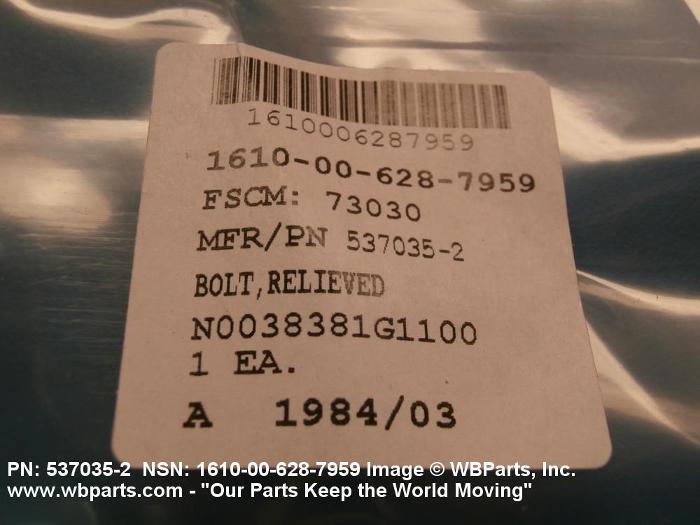 1610006287959
1610-00-628-7959
FSCM: 73030
MFR/PN 537035-2
BOLT,RELIEVED
N0038381G1100
1 EA.
A 1984/03
PN: 537035-2 NSN: 1610-00-628-7959 Image © WBParts, Inc.
www.wbparts.com - "Our Parts Keep the World Moving"